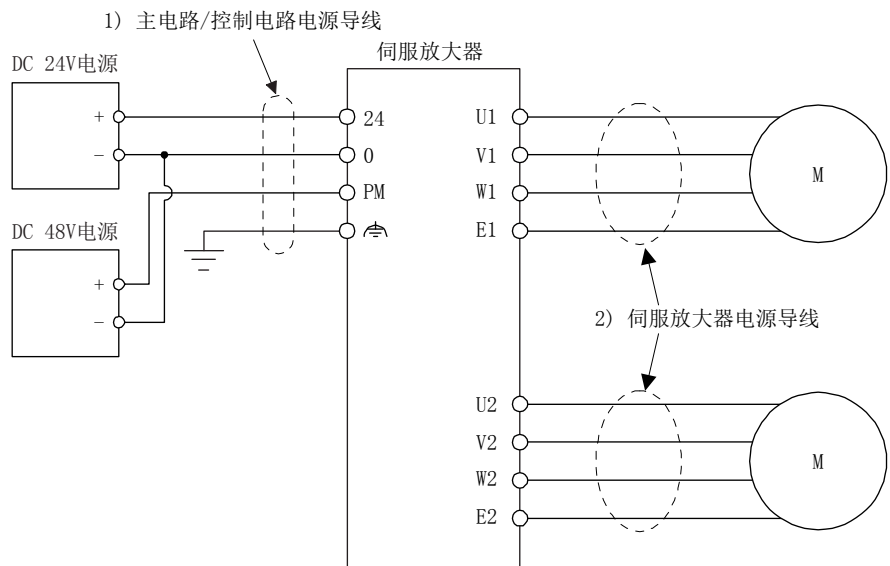 1) 主电路/控制电路电源导线
伺服放大器
DC 24V电源
+
−
24
0
PM
DC 48V电源
+
−
U1
V1
W1
E1
M
2) 伺服放大器电源导线
U2
V2
W2
E2
M